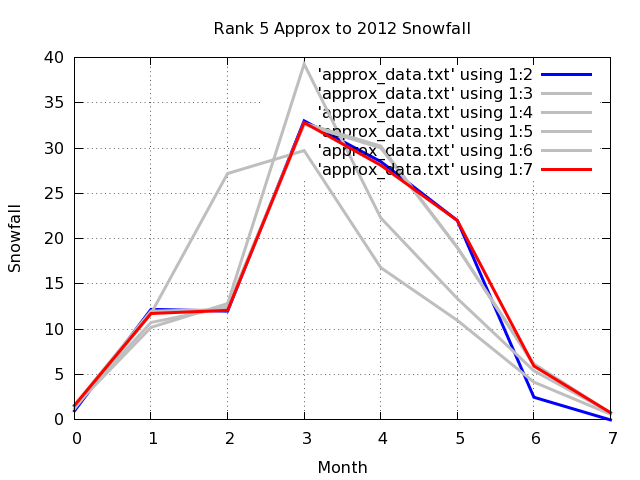 Rank 5 Approx to 2012 Snowfall
40
35
30
25
20
15
10
5
0
Snowfall
'approx_data.txt' using 1:2
'approx_data.txt' using 1:3
'approx_data.txt' using 1:4
'approx_data.txt' using 1:5
'approx_data.txt' using 1:6
'approx_data.txt' using 1:7
0 1 2 3 4 5 6 7
Month